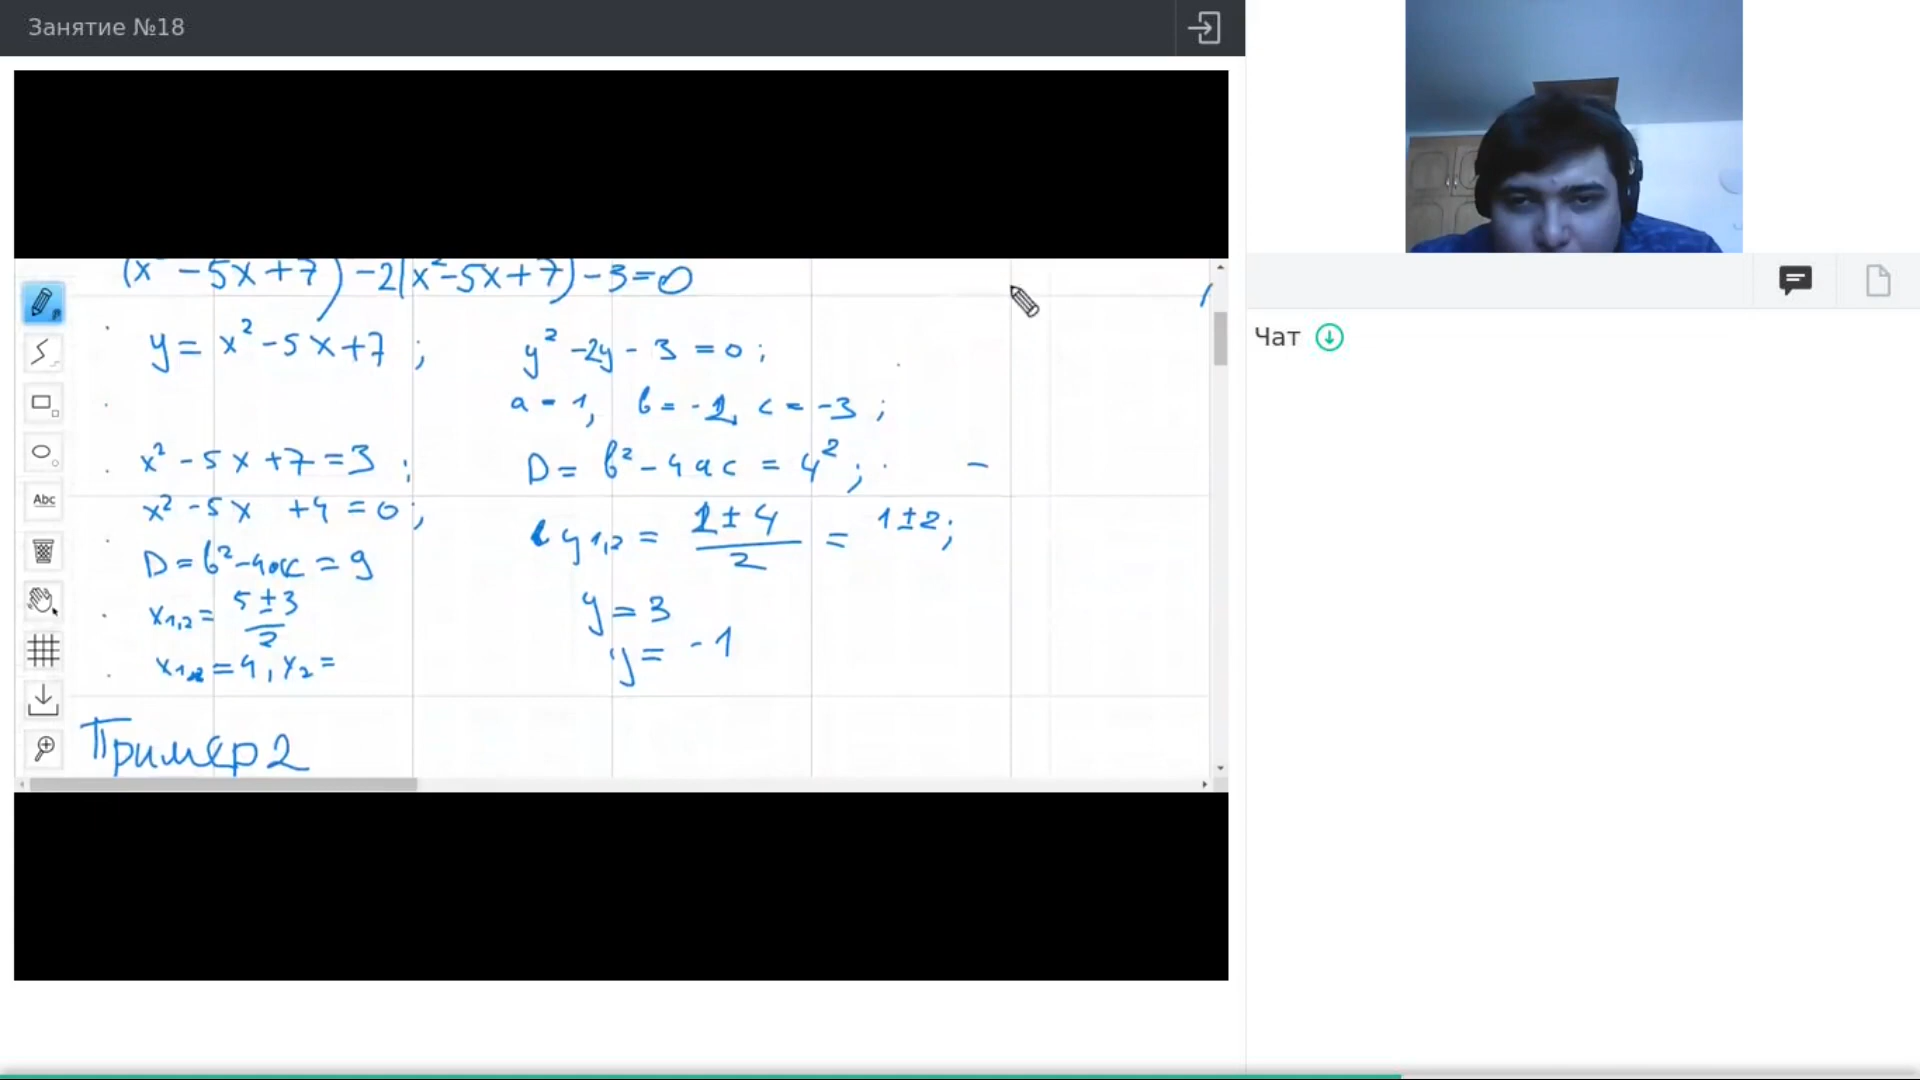 Занятие №18
(x² - 5x + 7) - 2(x² - 5x + 7) - 3 = 0
y = x² - 5x + 7 ;
y² - 2y - 3 = 0 ;
a = 1, b = -2, c = -3 ;
x² - 5x + 7 = 3 ;
D = b² - 4ac = 4² ;
x² - 5x + 4 = 0 ;
y1,2 = (2 ± 4)/2 = 1 ± 2 ;
D = b² - 4ac = 9
x1,2 = (5 ± 3)/2
y = 3
y = -1
x1 = 4, x2 =
Пример 2
Abc
Чат